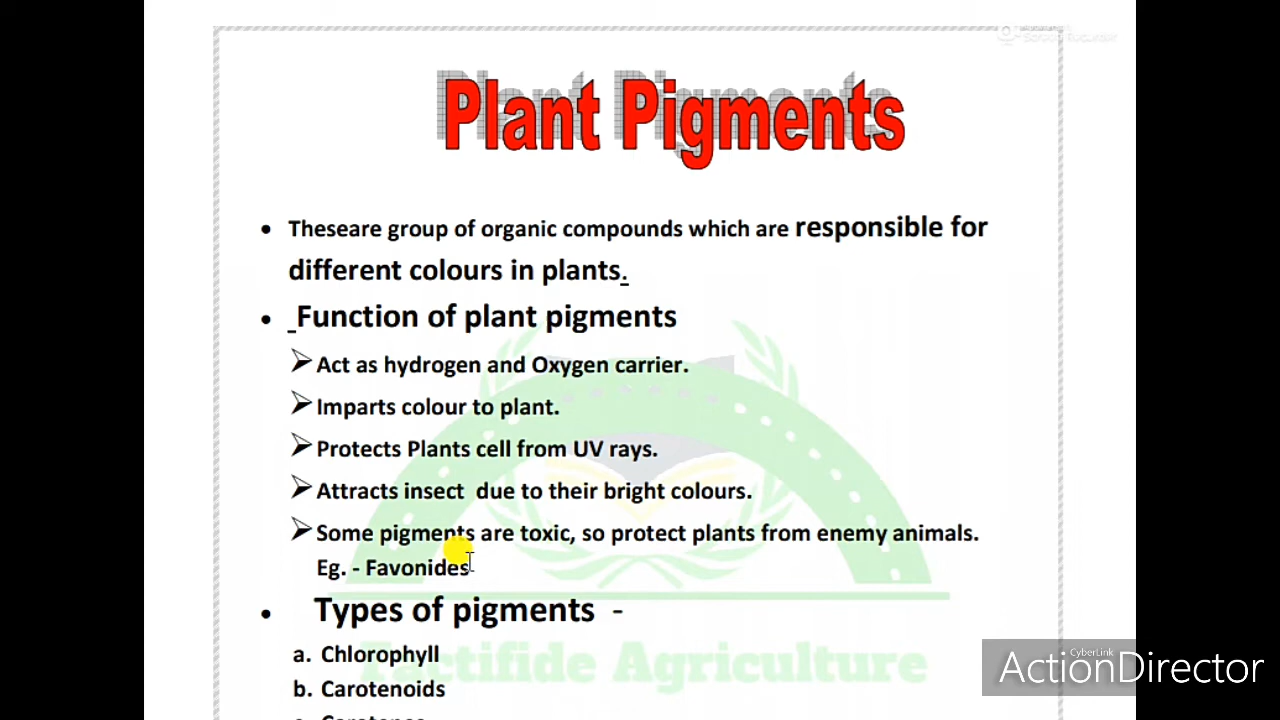 Screen Recorder
Plant Pigments
• Theseare group of organic compounds which are responsible for
different colours in plants.
• Function of plant pigments
➢ Act as hydrogen and Oxygen carrier.
➢ Imparts colour to plant.
➢ Protects Plants cell from UV rays.
➢ Attracts insect due to their bright colours.
➢ Some pigments are toxic, so protect plants from enemy animals.
Eg. - Favonides
• Types of pigments -
a. Chlorophyll
Factifide Agriculture
b. Carotenoids
CyberLink
ActionDirector